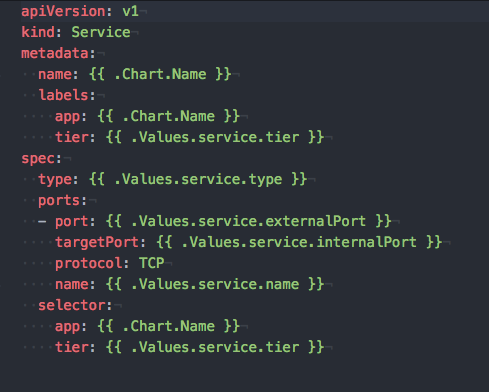 apiVersion: v1
kind: Service
metadata:
  name: {{ .Chart.Name }}
  labels:
    app: {{ .Chart.Name }}
    tier: {{ .Values.service.tier }}
spec:
  type: {{ .Values.service.type }}
  ports:
  - port: {{ .Values.service.externalPort }}
    targetPort: {{ .Values.service.internalPort }}
    protocol: TCP
    name: {{ .Values.service.name }}
  selector:
    app: {{ .Chart.Name }}
    tier: {{ .Values.service.tier }}